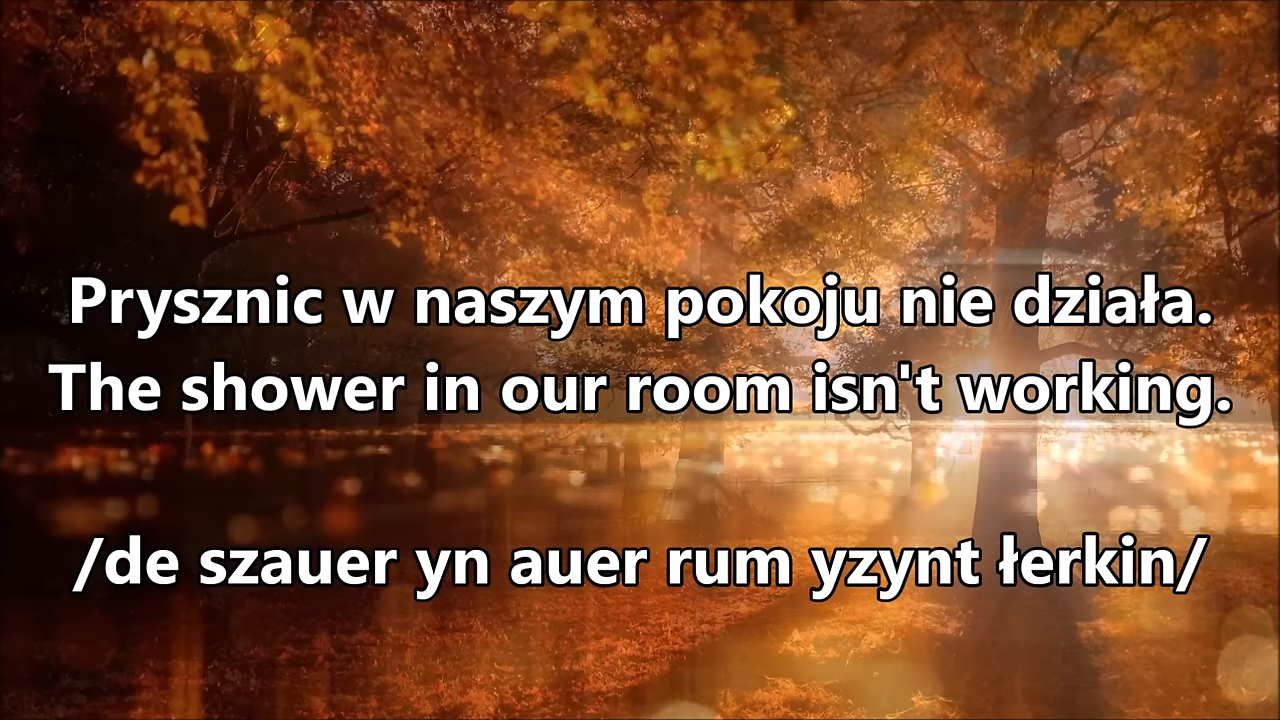 Prysznic w naszym pokoju nie działa.
The shower in our room isn't working.
/de szauer yn auer rum yzynt łerkin/